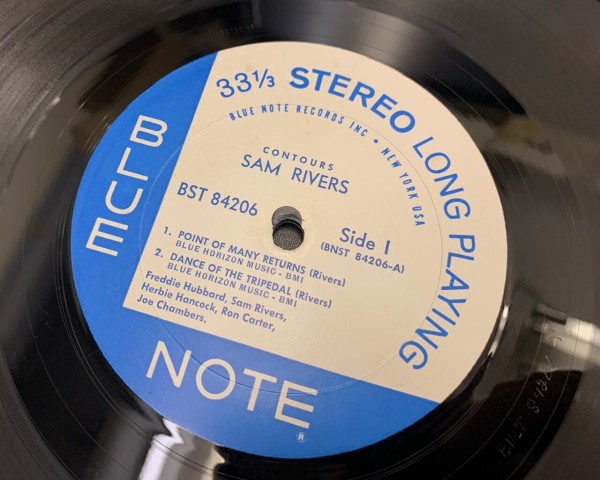 33⅓ STEREO LONG PLAYING
BLUE NOTE RECORDS INC • NEW YORK USA
CONTOURS
SAM RIVERS
BST 84206
Side 1
(BNST 84206-A)
1. POINT OF MANY RETURNS (Rivers)
BLUE HORIZON MUSIC - BMI
2. DANCE OF THE TRIPEDAL (Rivers)
BLUE HORIZON MUSIC - BMI
Freddie Hubbard, Sam Rivers,
Herbie Hancock, Ron Carter,
Joe Chambers.
BLUE
NOTE
®